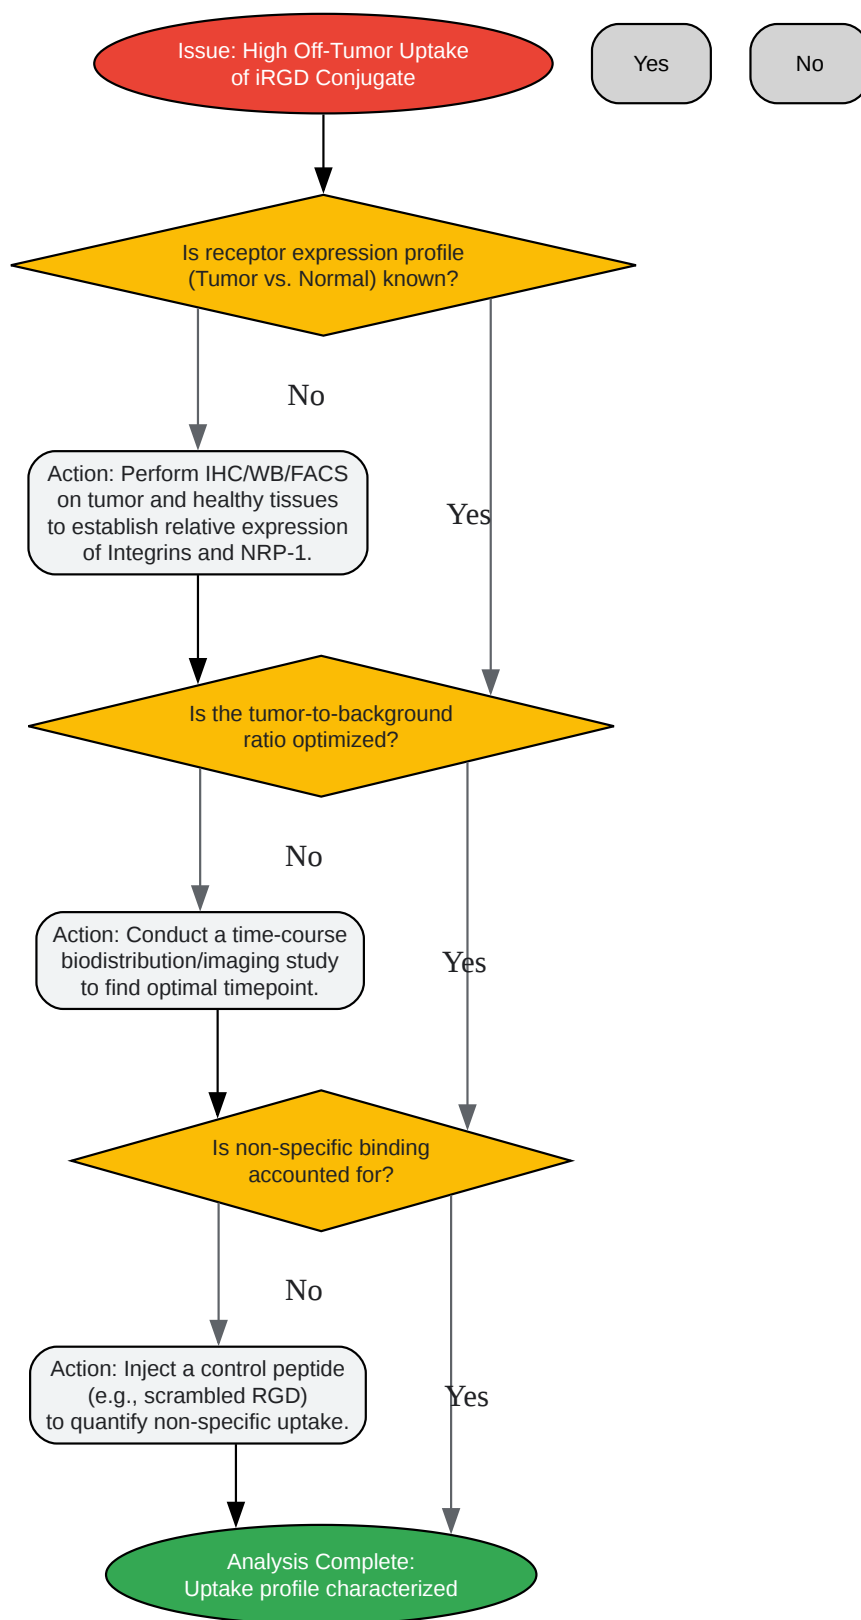 Issue: High Off-Tumor Uptake
of iRGD Conjugate
Yes
No
Is receptor expression profile
(Tumor vs. Normal) known?
No
Action: Perform IHC/WB/FACS
on tumor and healthy tissues
to establish relative expression
of Integrins and NRP-1.
Yes
Is the tumor-to-background
ratio optimized?
No
Action: Conduct a time-course
biodistribution/imaging study
to find optimal timepoint.
Yes
Is non-specific binding
accounted for?
No
Action: Inject a control peptide
(e.g., scrambled RGD)
to quantify non-specific uptake.
Yes
Analysis Complete:
Uptake profile characterized